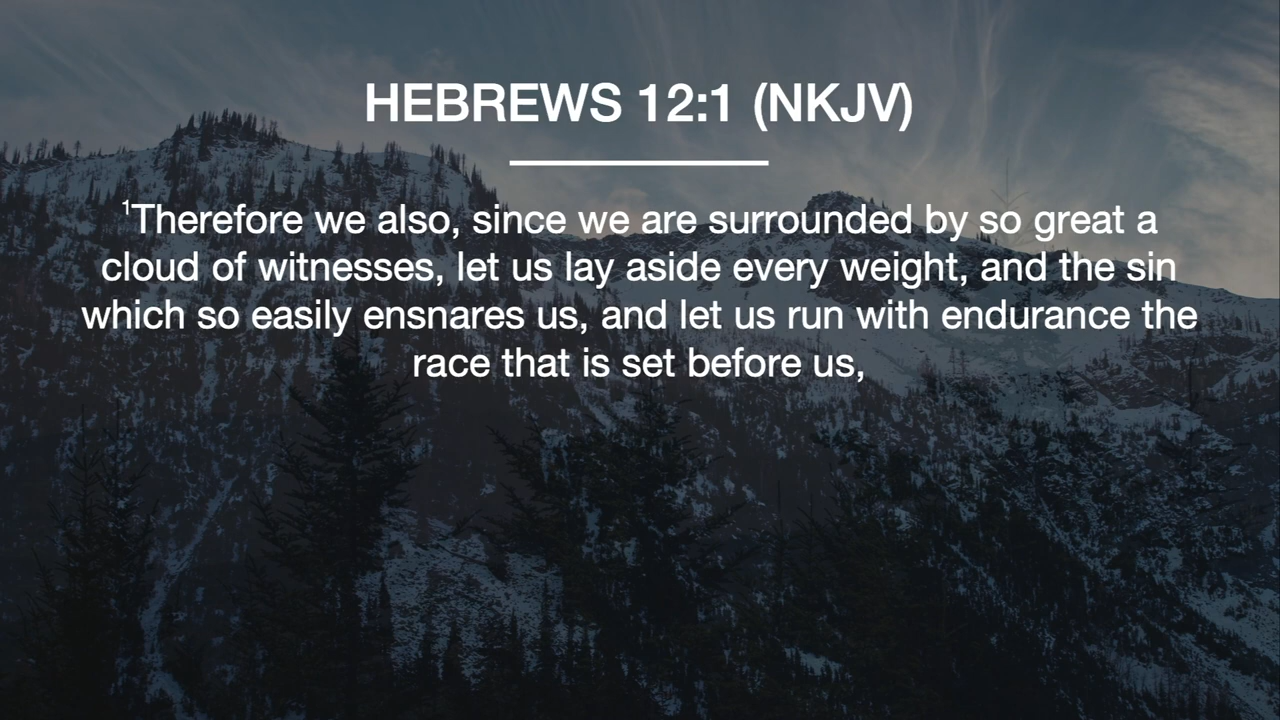 HEBREWS 12:1 (NKJV)
¹Therefore we also, since we are surrounded by so great a
cloud of witnesses, let us lay aside every weight, and the sin
which so easily ensnares us, and let us run with endurance the
race that is set before us,